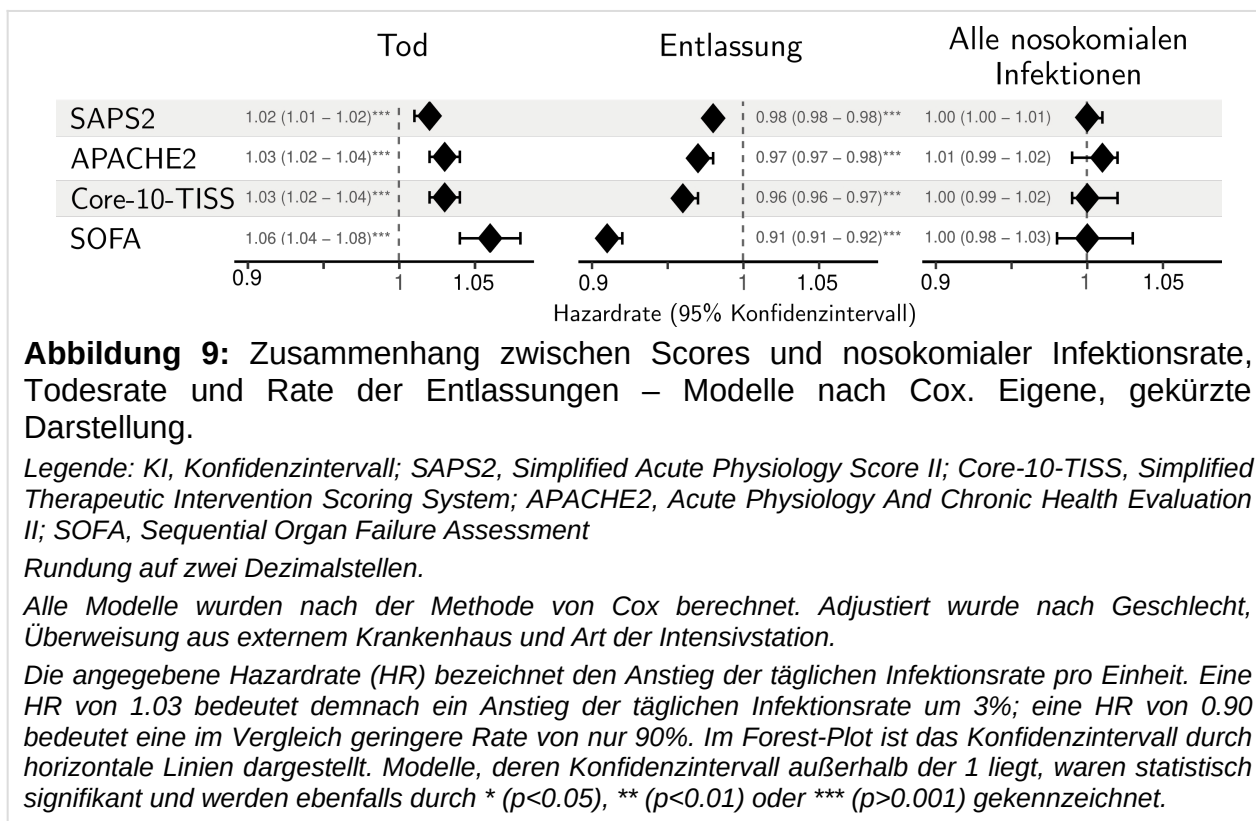 Tod Entlassung Alle nosokomialen
Infektionen
SAPS2 1.02 (1.01 – 1.02)*** 0.98 (0.98 – 0.98)*** 1.00 (1.00 – 1.01)
APACHE2 1.03 (1.02 – 1.04)*** 0.97 (0.97 – 0.98)*** 1.01 (0.99 – 1.02)
Core-10-TISS 1.03 (1.02 – 1.04)*** 0.96 (0.96 – 0.97)*** 1.00 (0.99 – 1.02)
SOFA 1.06 (1.04 – 1.08)*** 0.91 (0.91 – 0.92)*** 1.00 (0.98 – 1.03)
0.9 1 1.05 0.9 1 1.05 0.9 1 1.05
Hazardrate (95% Konfidenzintervall)
Abbildung 9: Zusammenhang zwischen Scores und nosokomialer Infektionsrate,
Todesrate und Rate der Entlassungen – Modelle nach Cox. Eigene, gekürzte
Darstellung.
Legende: KI, Konfidenzintervall; SAPS2, Simplified Acute Physiology Score II; Core-10-TISS, Simplified
Therapeutic Intervention Scoring System; APACHE2, Acute Physiology And Chronic Health Evaluation
II; SOFA, Sequential Organ Failure Assessment
Rundung auf zwei Dezimalstellen.
Alle Modelle wurden nach der Methode von Cox berechnet. Adjustiert wurde nach Geschlecht,
Überweisung aus externem Krankenhaus und Art der Intensivstation.
Die angegebene Hazardrate (HR) bezeichnet den Anstieg der täglichen Infektionsrate pro Einheit. Eine
HR von 1.03 bedeutet demnach ein Anstieg der täglichen Infektionsrate um 3%; eine HR von 0.90
bedeutet eine im Vergleich geringere Rate von nur 90%. Im Forest-Plot ist das Konfidenzintervall durch
horizontale Linien dargestellt. Modelle, deren Konfidenzintervall außerhalb der 1 liegt, waren statistisch
signifikant und werden ebenfalls durch * (p<0.05), ** (p<0.01) oder *** (p>0.001) gekennzeichnet.